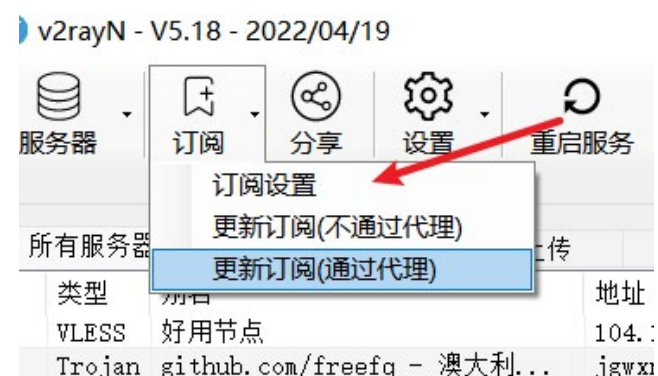 v2rayN - V5.18 - 2022/04/19
服务器 订阅 分享 设置 重启服务
订阅设置
更新订阅(不通过代理)
所有服务器 上传
更新订阅(通过代理)
类型 别名 地址
VLESS 好用节点 104.
Trojan github.com/freefq - 澳大利... jgwxn